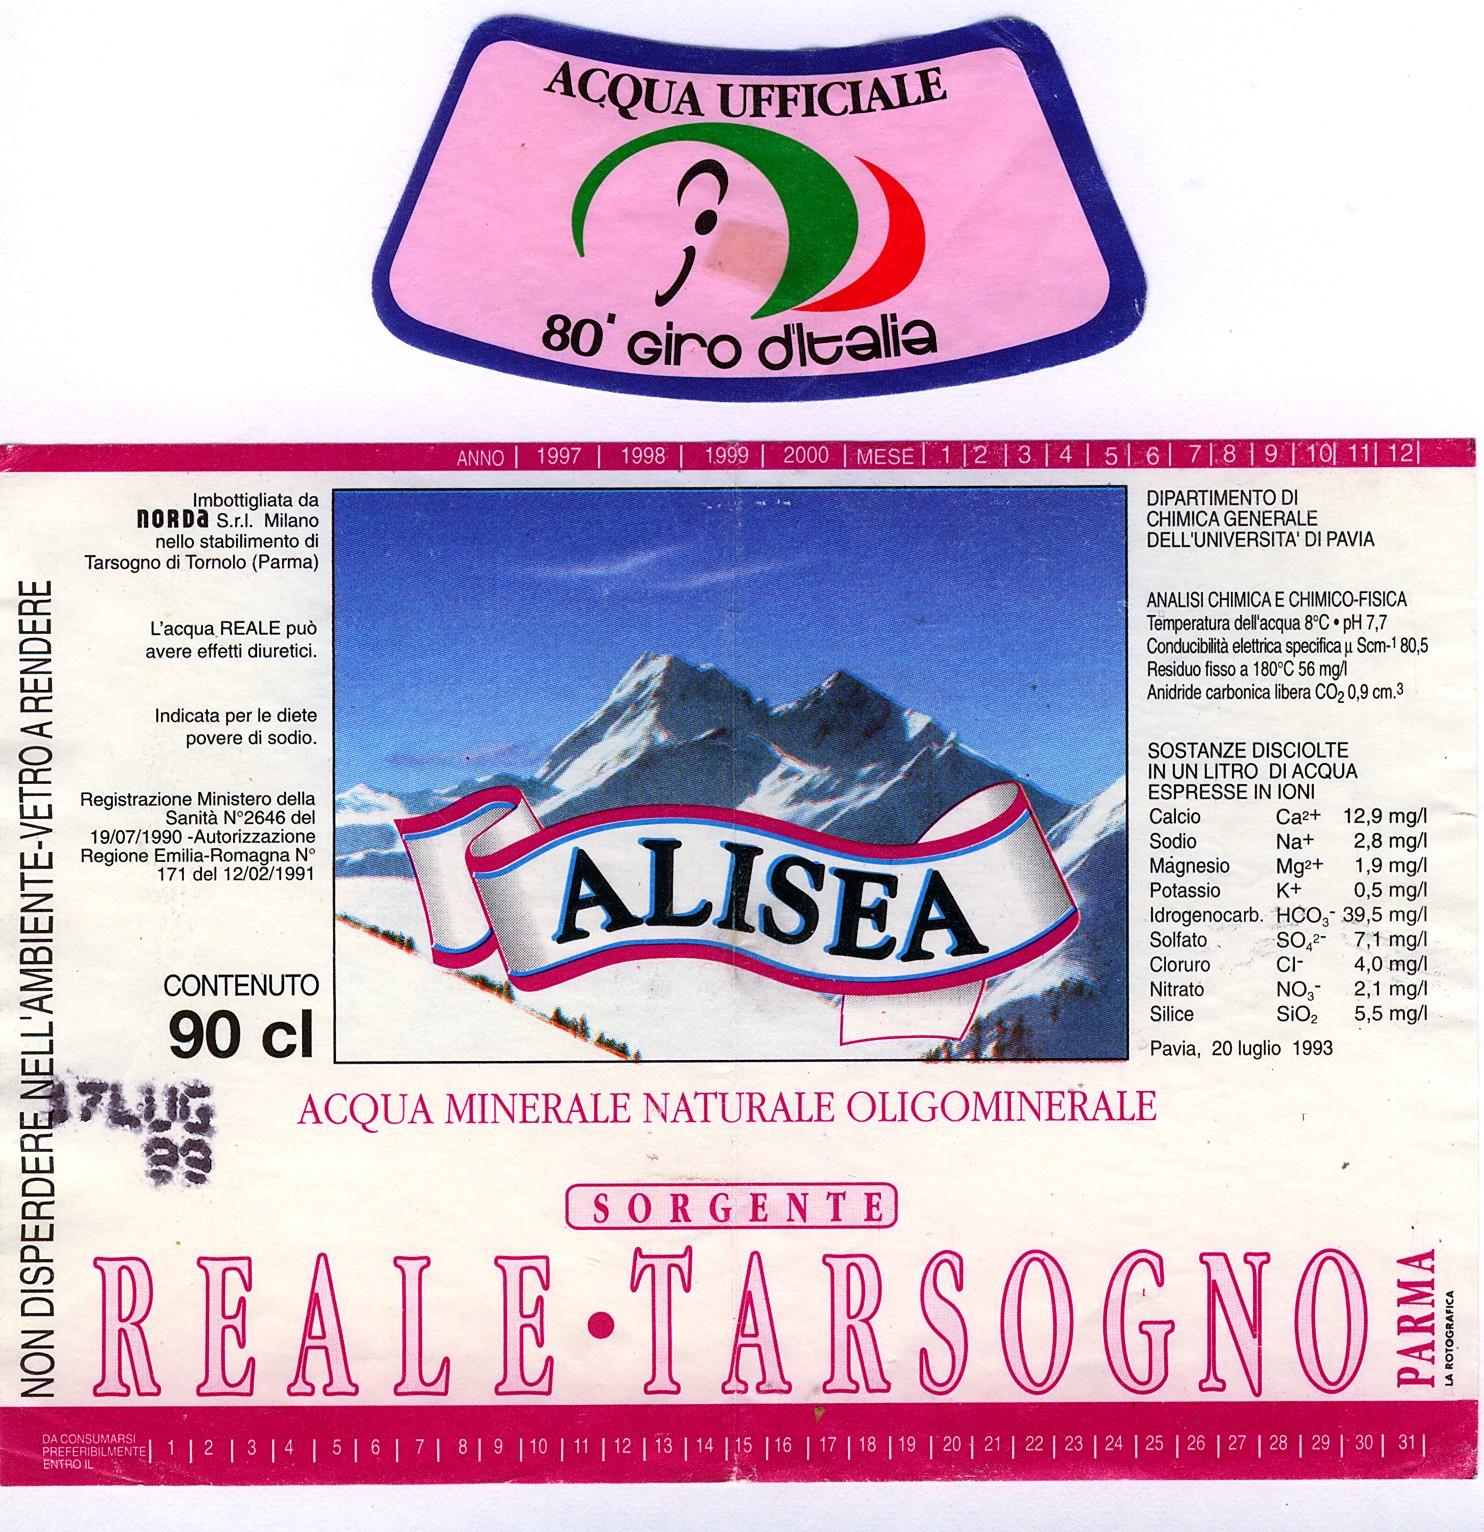 ACQUA UFFICIALE
80° Giro d'Italia
ANNO | 1997 | 1998 | 1999 | 2000 | MESE | 1 | 2 | 3 | 4 | 5 | 6 | 7 | 8 | 9 | 10 | 11 | 12 |
Imbottigliata da
NORDA S.r.l. Milano
nello stabilimento di
Tarsogno di Tornolo (Parma)
L'acqua REALE può
avere effetti diuretici.
Indicata per le diete
povere di sodio.
Registrazione Ministero della
Sanità N°2646 del
19/07/1990 -Autorizzazione
Regione Emilia-Romagna N°
171 del 12/02/1991
CONTENUTO
90 cl
NON DISPERDERE NELL'AMBIENTE-VETRO A RENDERE
17LUG
ALISEA
DIPARTIMENTO DI
CHIMICA GENERALE
DELL'UNIVERSITA' DI PAVIA
ANALISI CHIMICA E CHIMICO-FISICA
Temperatura dell'acqua 8°C • pH 7,7
Conducibilità elettrica specifica µ Scm-¹ 80,5
Residuo fisso a 180°C 56 mg/l
Anidride carbonica libera CO₂ 0,9 cm.³
SOSTANZE DISCIOLTE
IN UN LITRO DI ACQUA
ESPRESSE IN IONI
Calcio Ca²⁺ 12,9 mg/l
Sodio Na⁺ 2,8 mg/l
Magnesio Mg²⁺ 1,9 mg/l
Potassio K⁺ 0,5 mg/l
Idrogenocarb. HCO₃⁻ 39,5 mg/l
Solfato SO₄²⁻ 7,1 mg/l
Cloruro Cl⁻ 4,0 mg/l
Nitrato NO₃⁻ 2,1 mg/l
Silice SiO₂ 5,5 mg/l
Pavia, 20 luglio 1993
ACQUA MINERALE NATURALE OLIGOMINERALE
SORGENTE
REALE•TARSOGNO
PARMA
LA ROTOGRAFICA
DA CONSUMARSI
PREFERIBILMENTE
ENTRO IL
| 1 | 2 | 3 | 4 | 5 | 6 | 7 | 8 | 9 | 10 | 11 | 12 | 13 | 14 | 15 | 16 | 17 | 18 | 19 | 20 | 21 | 22 | 23 | 24 | 25 | 26 | 27 | 28 | 29 | 30 | 31 |